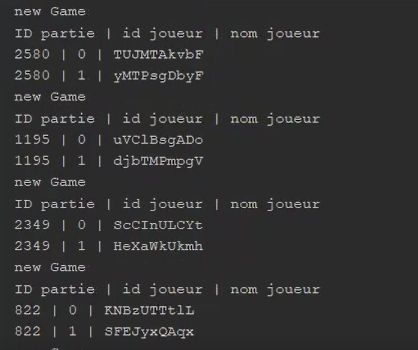 new Game
ID partie | id joueur | nom joueur
2580 | 0 | TUJMTAkvbF
2580 | 1 | yMTPsgDbyF
new Game
ID partie | id joueur | nom joueur
1195 | 0 | uVClBsgADo
1195 | 1 | djbTMPmpgV
new Game
ID partie | id joueur | nom joueur
2349 | 0 | ScCInULCYt
2349 | 1 | HeXaWkUkmh
new Game
ID partie | id joueur | nom joueur
822 | 0 | KNBzUTTtlL
822 | 1 | SFEJyxQAqx